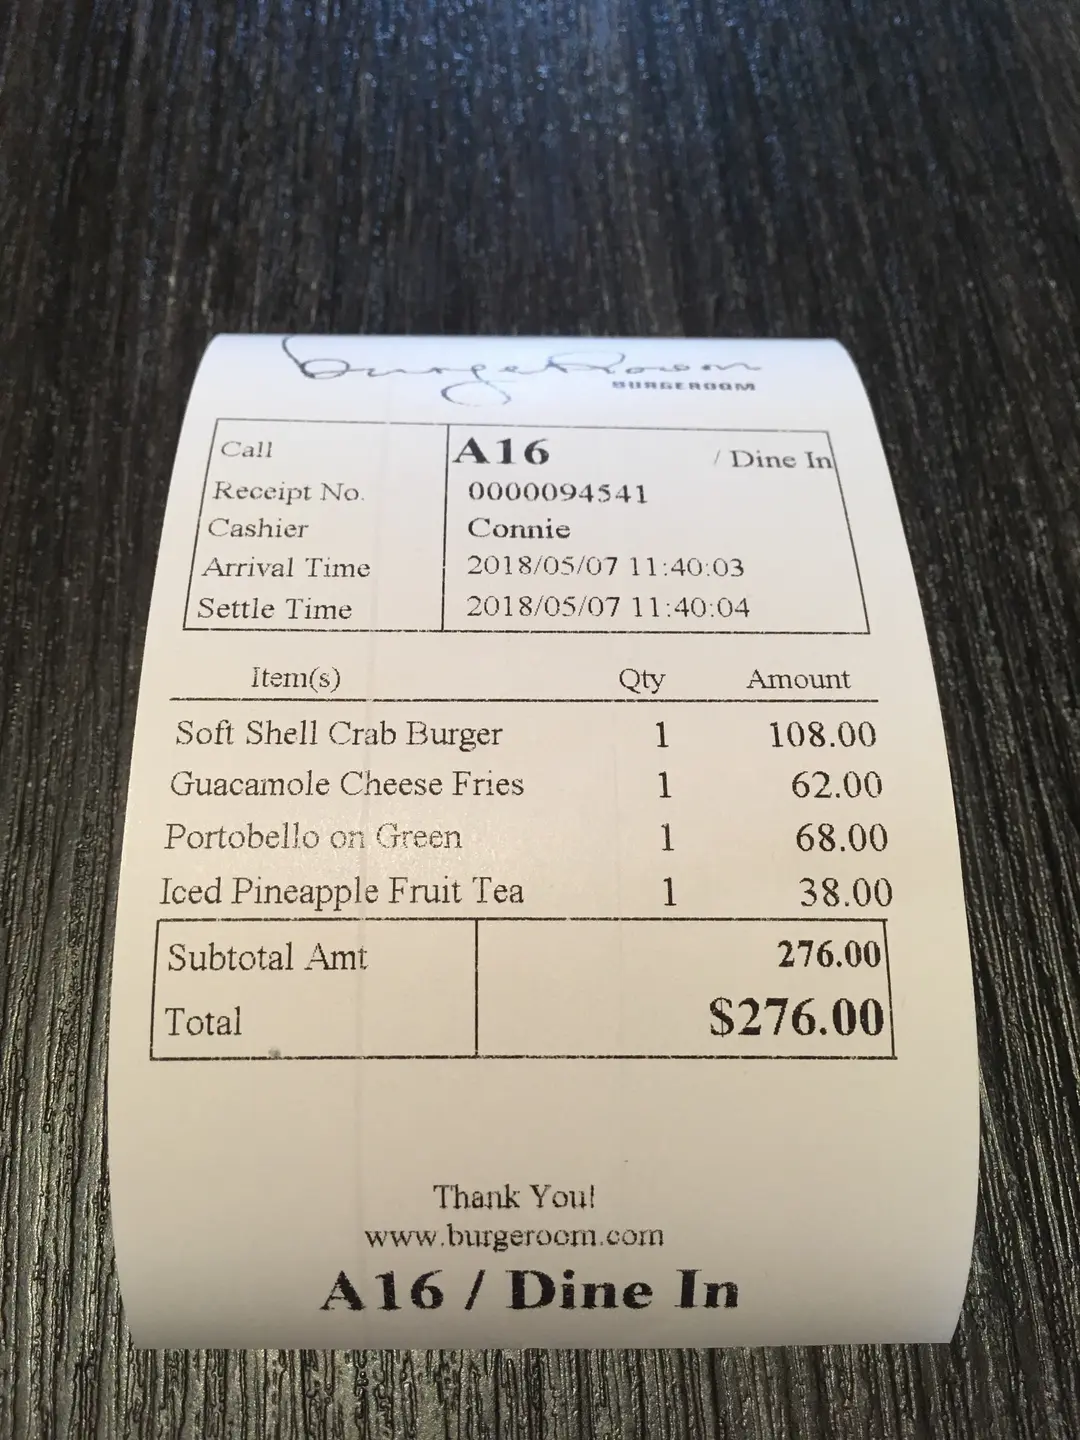 burgeRoom
BURGEROOM
Call A16 / Dine In
Receipt No. 0000094541
Cashier Connie
Arrival Time 2018/05/07 11:40:03
Settle Time 2018/05/07 11:40:04
Item(s) Qty Amount
Soft Shell Crab Burger 1 108.00
Guacamole Cheese Fries 1 62.00
Portobello on Green 1 68.00
Iced Pineapple Fruit Tea 1 38.00
Subtotal Amt 276.00
Total $276.00
Thank You!
www.burgeroom.com
A16 / Dine In